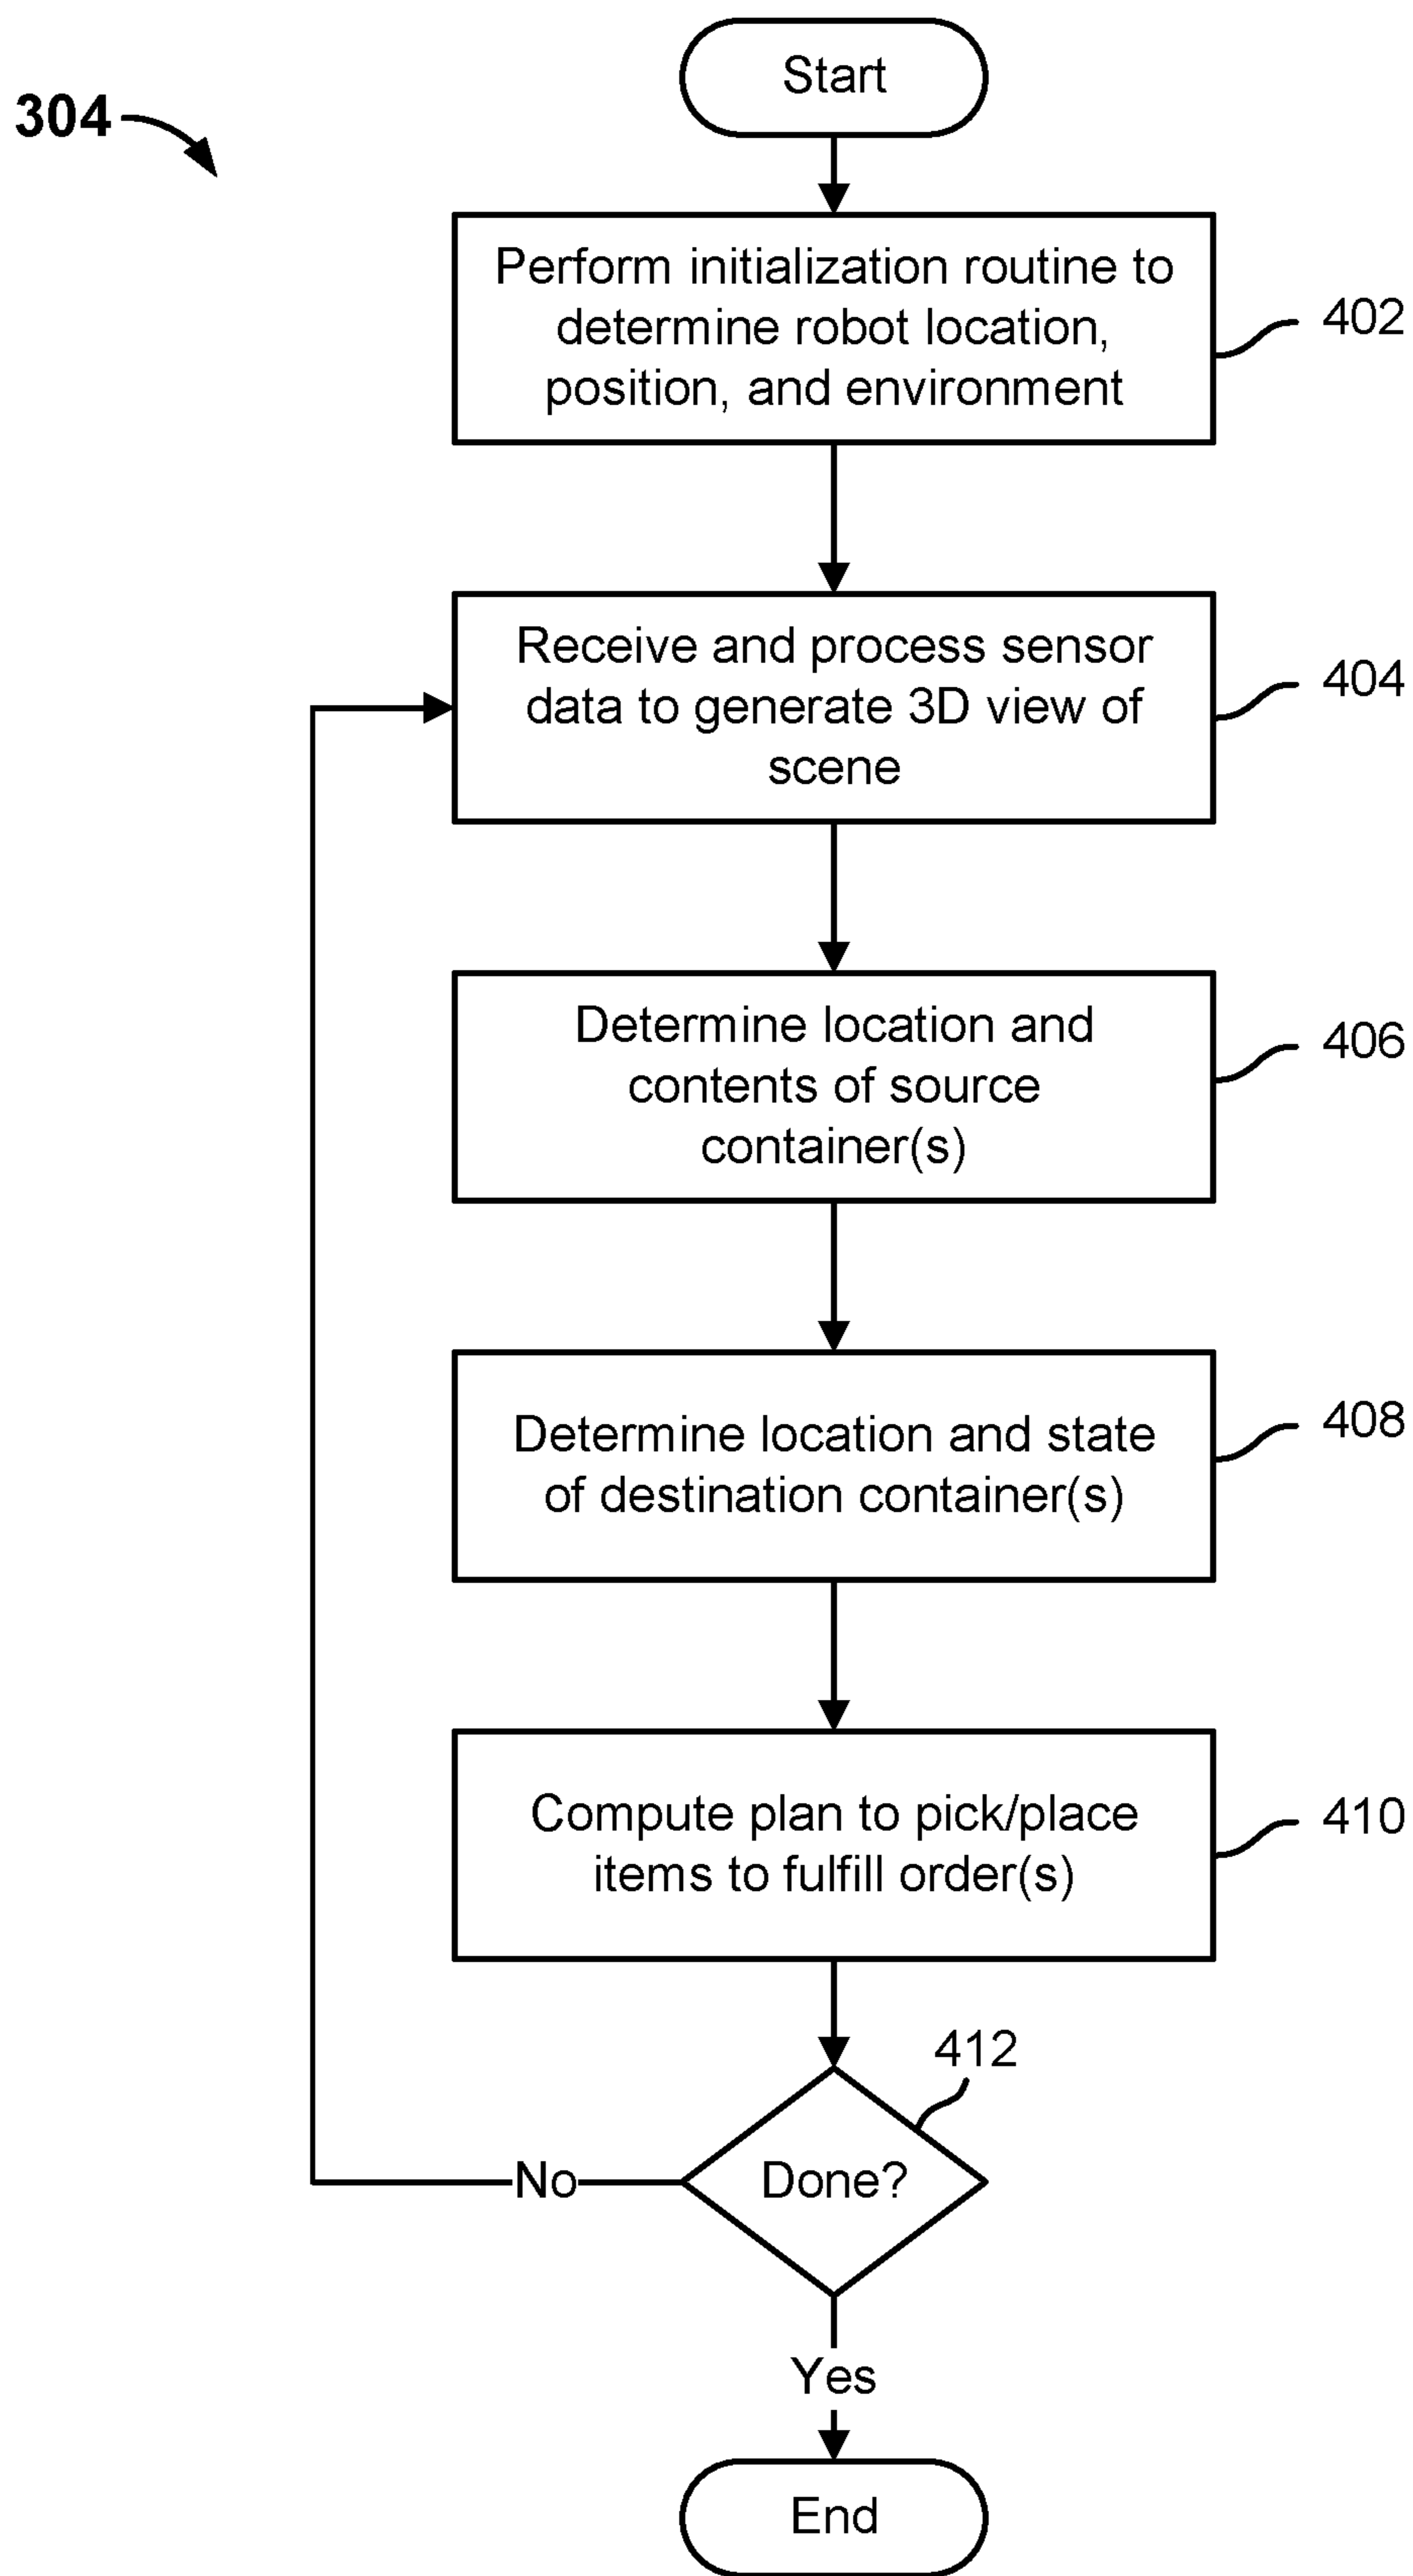 Start
304
Perform initialization routine to
determine robot location,
position, and environment
402
Receive and process sensor
data to generate 3D view of
scene
404
Determine location and
contents of source
container(s)
406
Determine location and state
of destination container(s)
408
Compute plan to pick/place
items to fulfill order(s)
410
412
Done?
No
Yes
End